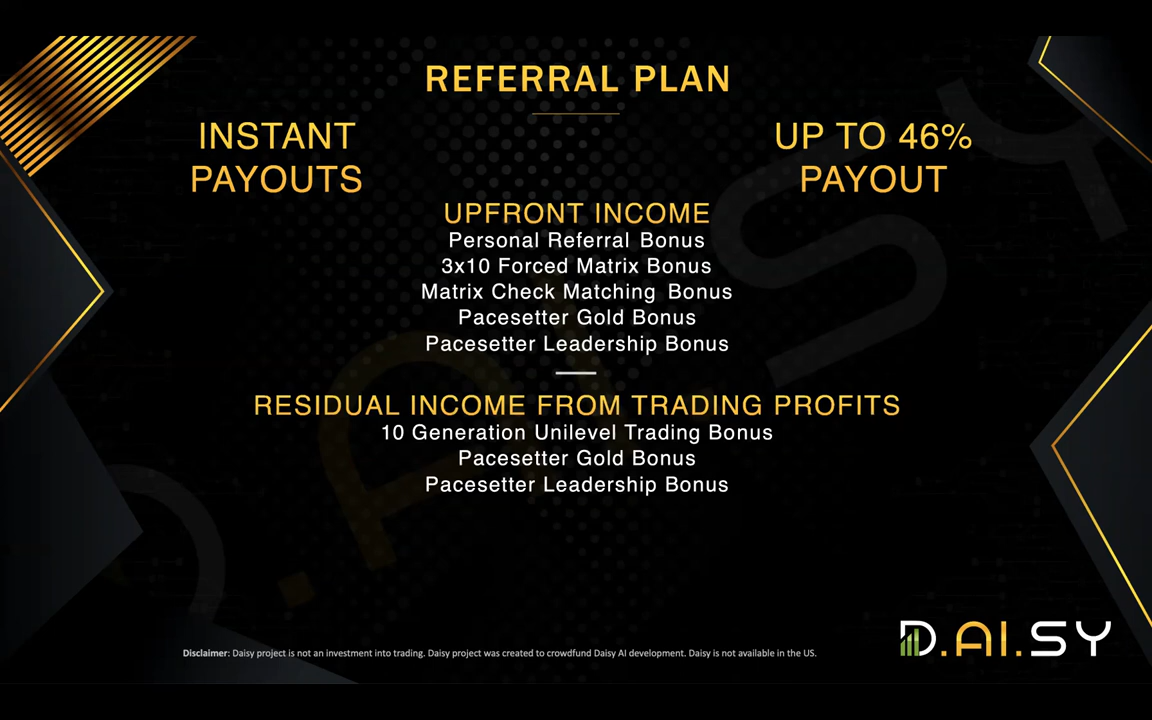 REFERRAL PLAN
INSTANT
PAYOUTS
UP TO 46%
PAYOUT
UPFRONT INCOME
Personal Referral Bonus
3x10 Forced Matrix Bonus
Matrix Check Matching Bonus
Pacesetter Gold Bonus
Pacesetter Leadership Bonus
RESIDUAL INCOME FROM TRADING PROFITS
10 Generation Unilevel Trading Bonus
Pacesetter Gold Bonus
Pacesetter Leadership Bonus
Disclaimer: Daisy project is not an investment into trading. Daisy project was created to crowdfund Daisy AI development. Daisy is not available in the US.
D.AI.SY